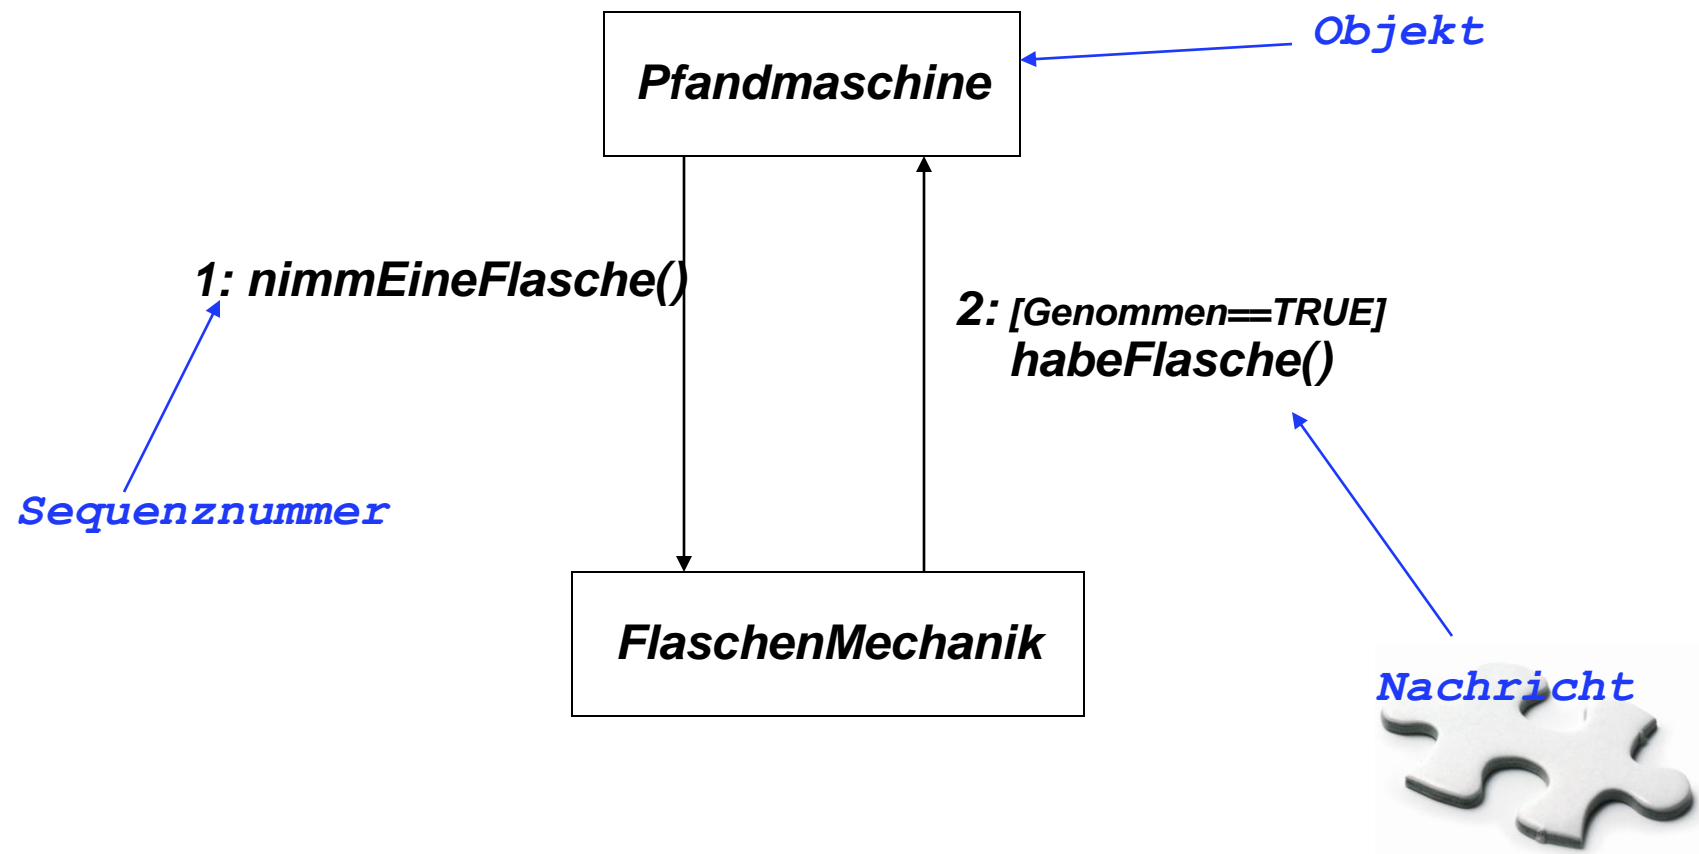 Objekt
Pfandmaschine
1: nimmEineFlasche()
2: [Genommen==TRUE]
habeFlasche()
Sequenznummer
FlaschenMechanik
Nachricht